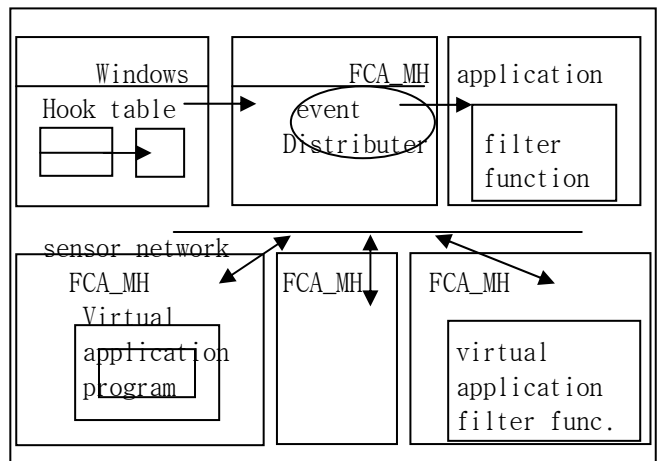 Windows
Hook table
FCA_MH
event
Distributer
application
filter
function
sensor network
FCA_MH
Virtual
application
program
FCA_MH
FCA_MH
virtual
application
filter func.